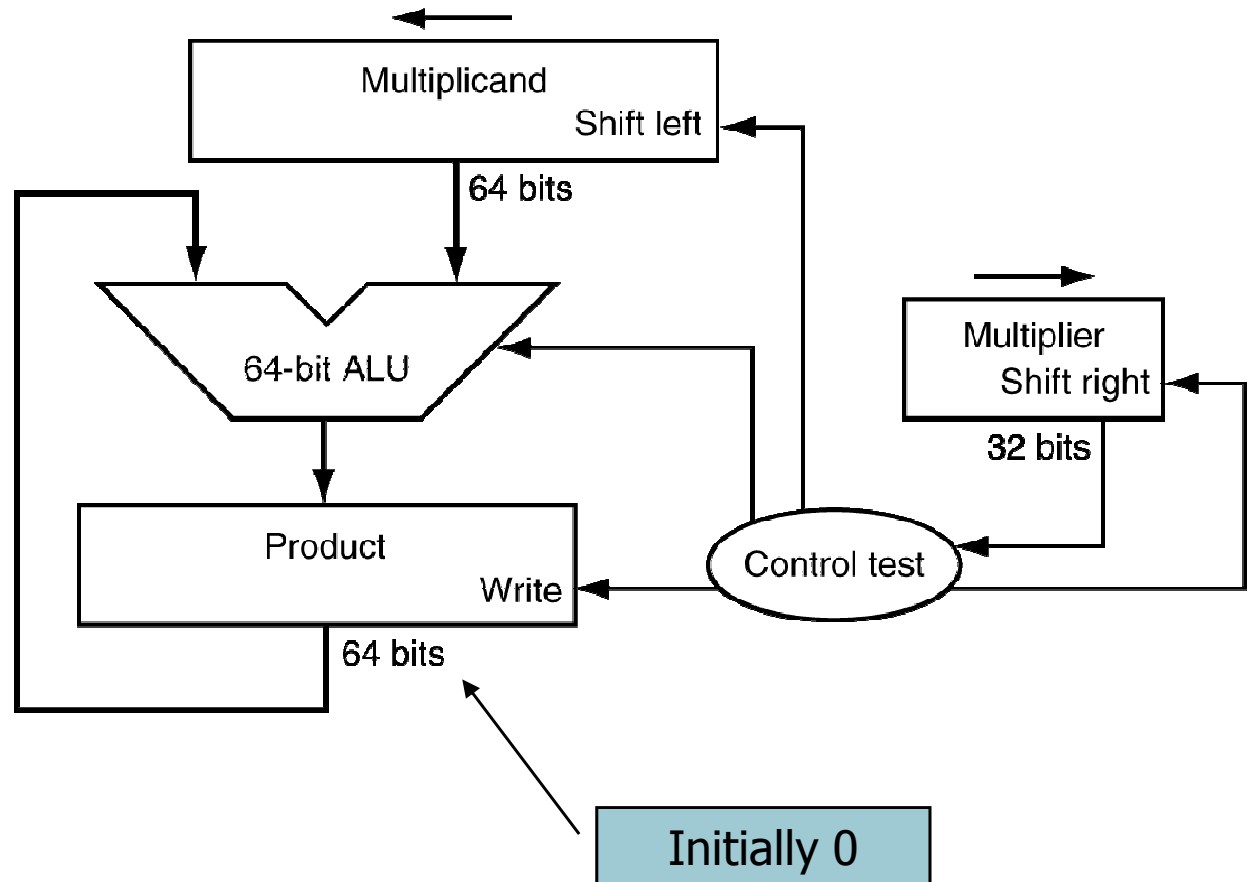 Multiplicand
Shift left
64 bits
64-bit ALU
Multiplier
Shift right
32 bits
Product
Write
Control test
64 bits
Initially 0